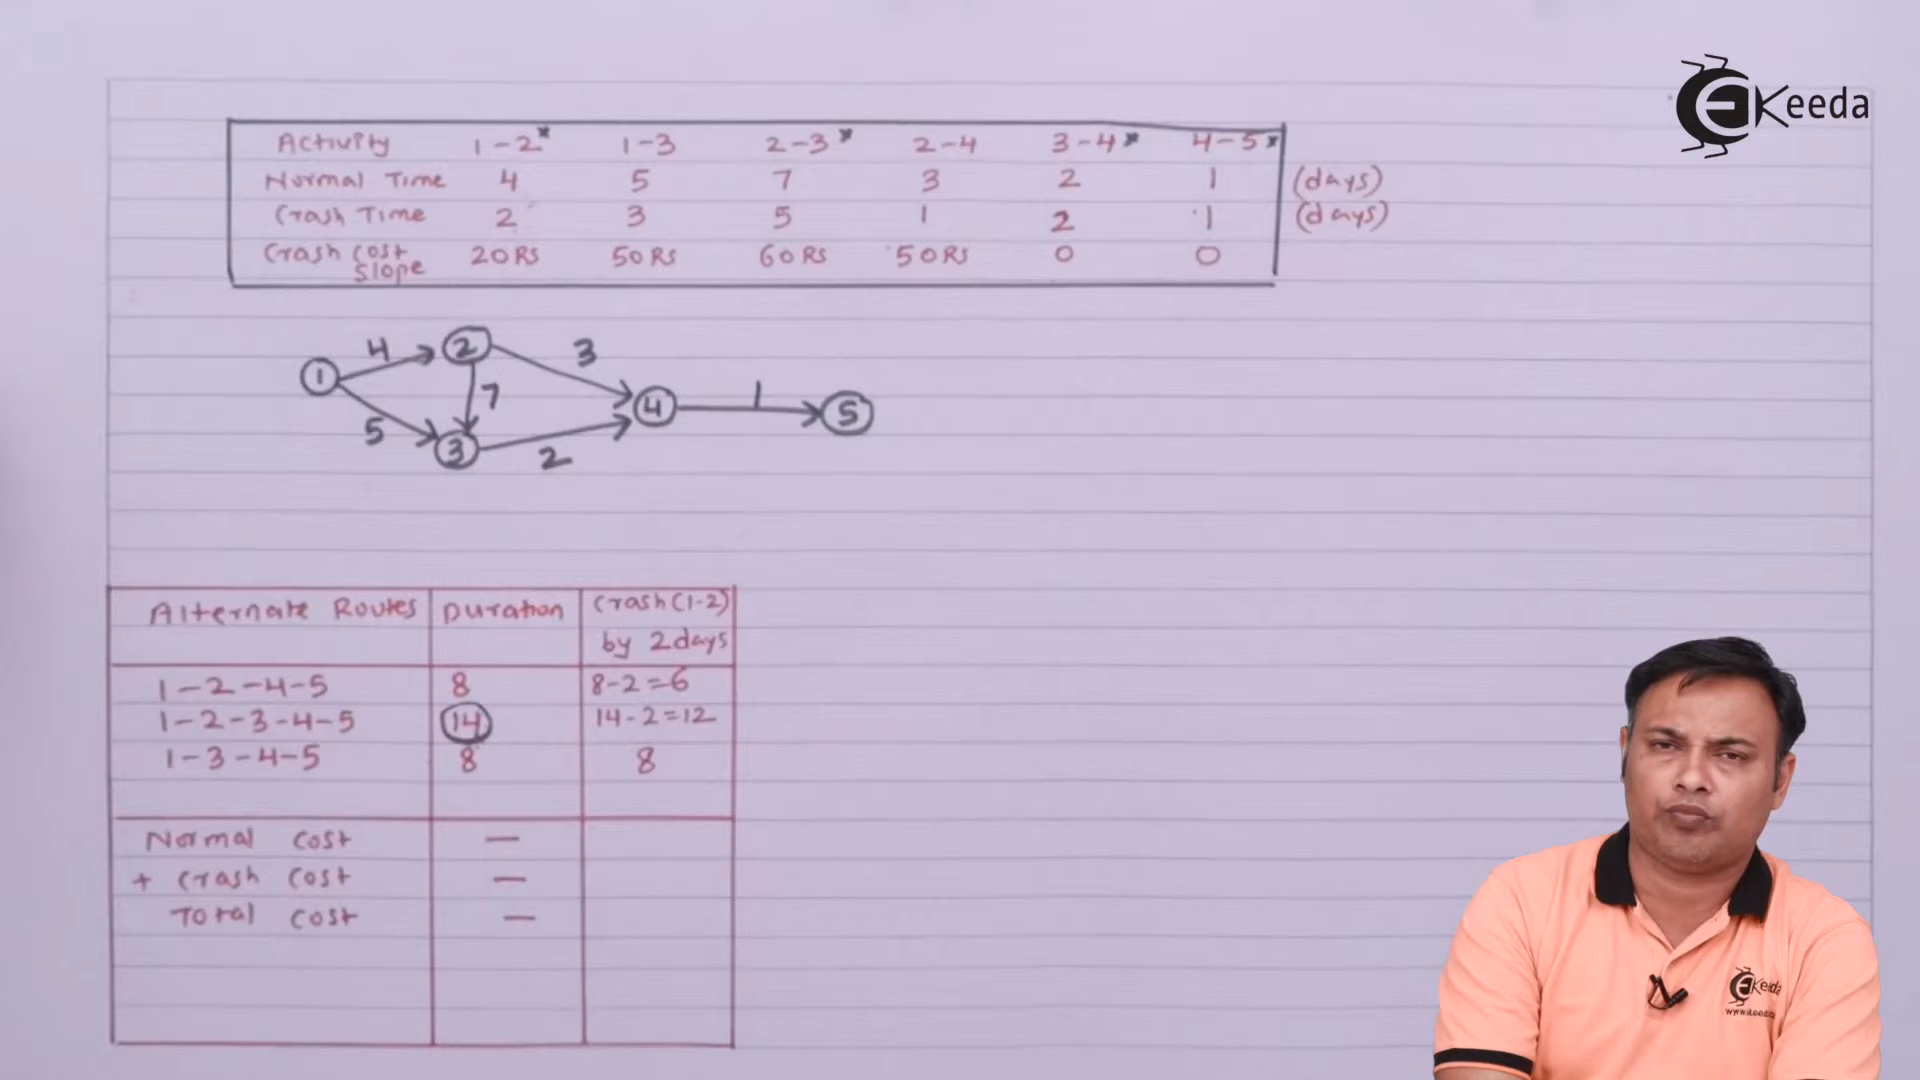 EKeeda
Activity 1-2* 1-3 2-3* 2-4 3-4* 4-5*
Normal Time 4 5 7 3 2 1 (days)
Crash Time 2 3 5 1 2 1 (days)
Crash Cost Slope 20RS 50RS 60RS 50RS 0 0
4 2 3
1 7
5 4 1 5
3 2
Alternate Routes Duration Crash(1-2)
by 2days
1-2-4-5 8 8-2=6
1-2-3-4-5 14 14-2=12
1-3-4-5 8 8
Normal Cost —
+ Crash Cost —
Total Cost —
EKeeda